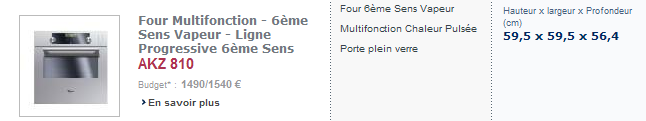 Four Multifonction - 6ème
Sens Vapeur - Ligne
Progressive 6ème Sens
AKZ 810
Budget* : 1490/1540 €
En savoir plus
Four 6ème Sens Vapeur
Multifonction Chaleur Pulsée
Porte plein verre
Hauteur x largeur x Profondeur
(cm)
59,5 x 59,5 x 56,4